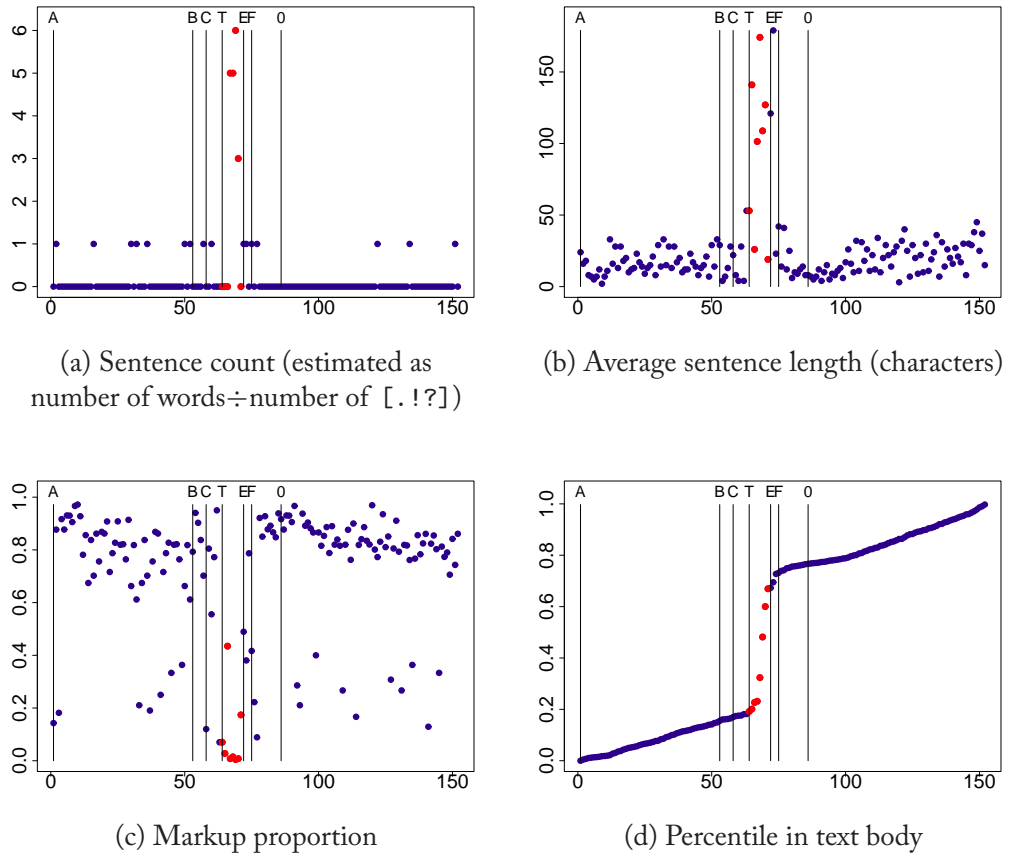 A B C T E F 0
6
5
4
3
2
1
0
0 50 100 150
(a) Sentence count (estimated as
number of words÷number of [.!?])
A B C T E F 0
150
100
50
0
0 50 100 150
(b) Average sentence length (characters)
A B C T E F 0
1.0
0.8
0.6
0.4
0.2
0.0
0 50 100 150
(c) Markup proportion
A B C T E F 0
1.0
0.8
0.6
0.4
0.2
0.0
0 50 100 150
(d) Percentile in text body